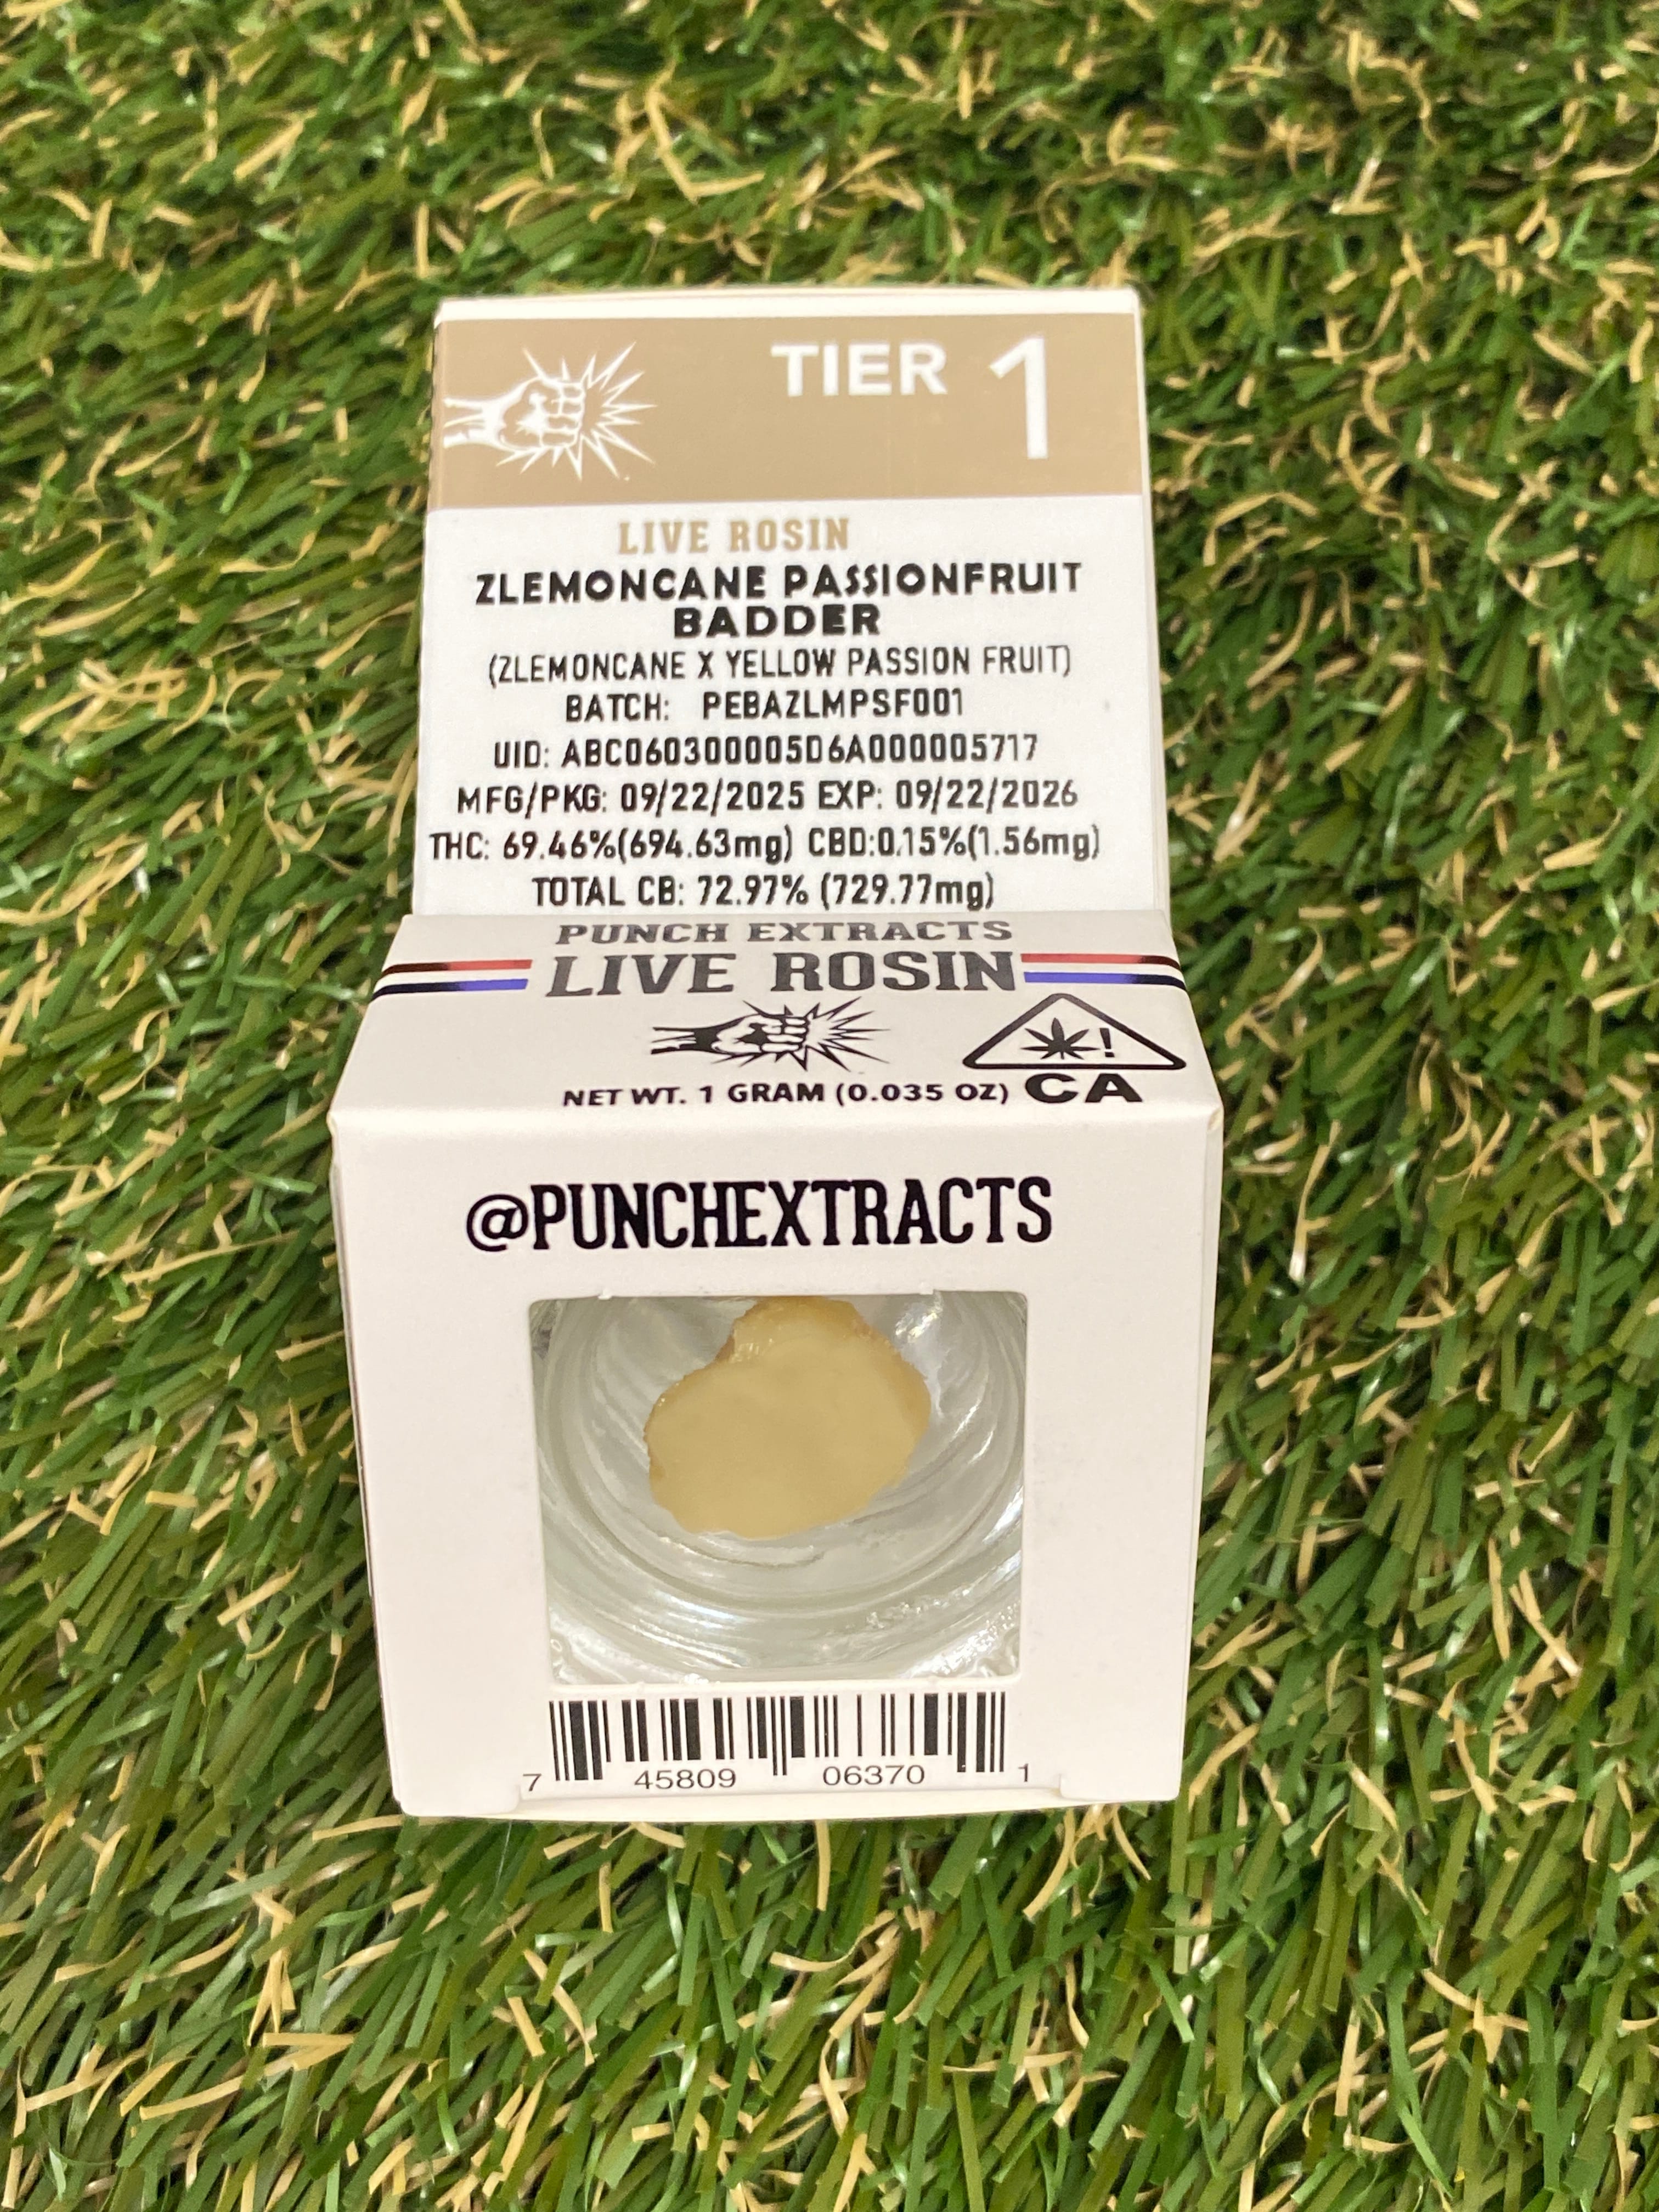 TIER 1
LIVE ROSIN
ZLEMONCANE PASSIONFRUIT
BADDER
(ZLEMONCANE X YELLOW PASSION FRUIT)
BATCH: PEBAZLMPSF001
UID: ABC060300005D6A000005717
MFG/PKG: 09/22/2025 EXP: 09/22/2026
THC: 69.46%(694.63mg) CBD:0.15%(1.56mg)
TOTAL CB: 72.97% (729.77mg)
PUNCH EXTRACTS
LIVE ROSIN
!
NET WT. 1 GRAM (0.035 OZ) CA
@PUNCHEXTRACTS
7 45809 06370 1